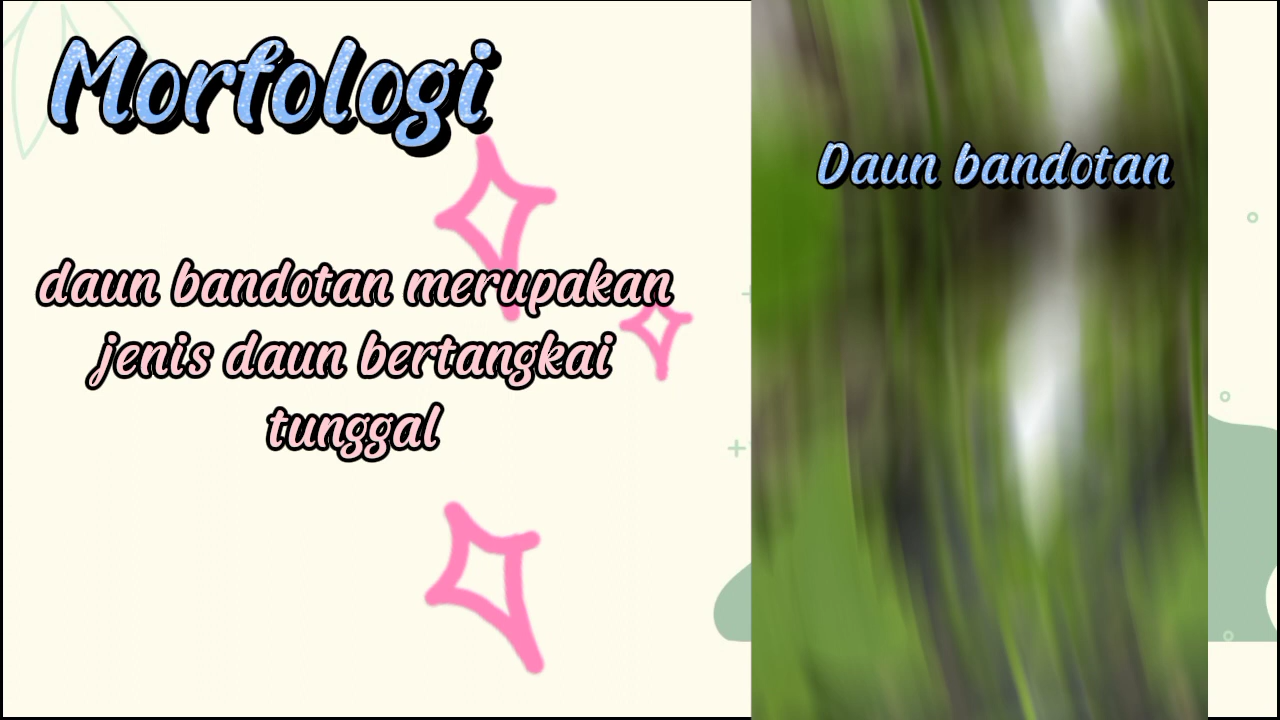 Morfologi
daun bandotan merupakan
jenis daun bertangkai
tunggal
Daun bandotan